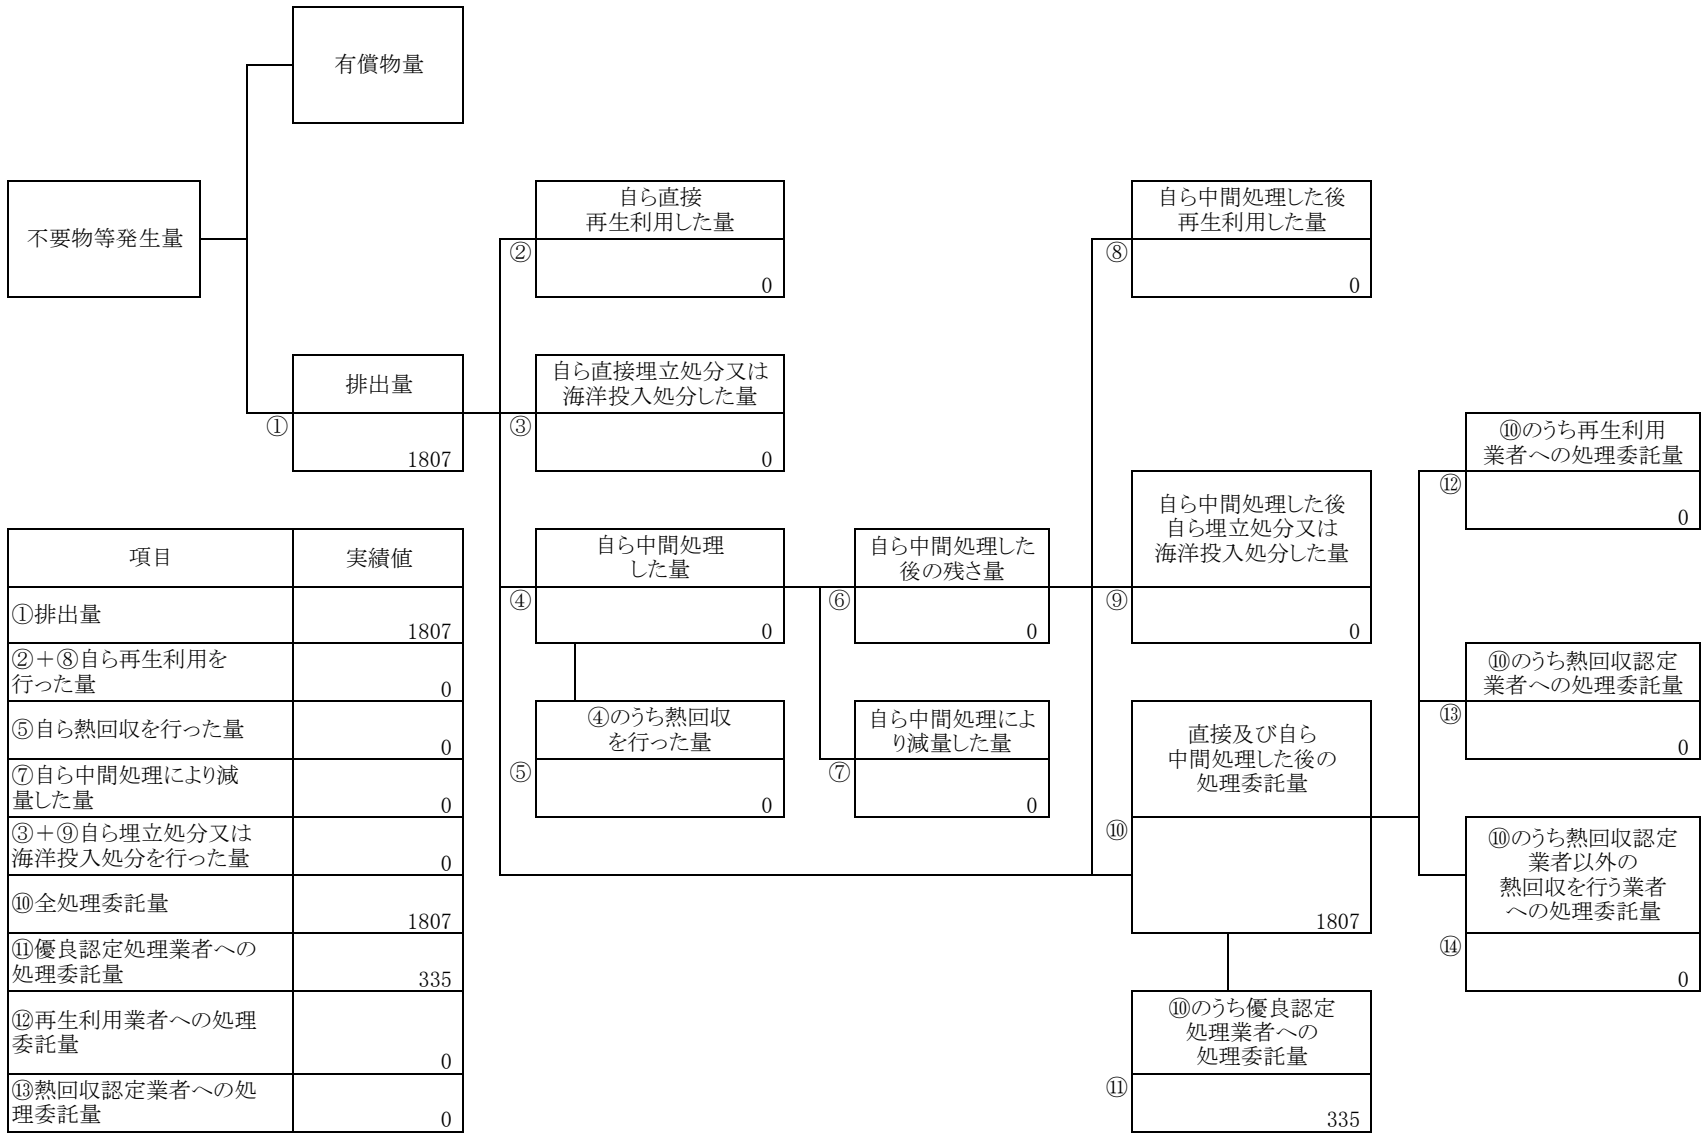 有償物量
不要物等発生量
排出量
①
1807
自ら直接
再生利用した量
②
0
自ら直接埋立処分又は
海洋投入処分した量
③
0
自ら中間処理
した量
④
0
④のうち熱回収
を行った量
⑤
0
自ら中間処理した
後の残さ量
⑥
0
自ら中間処理によ
り減量した量
⑦
0
自ら中間処理した後
再生利用した量
⑧
0
自ら中間処理した後
自ら埋立処分又は
海洋投入処分した量
⑨
0
直接及び自ら
中間処理した後の
処理委託量
⑩
1807
⑩のうち優良認定
処理業者への
処理委託量
⑪
335
⑩のうち再生利用
業者への処理委託量
⑫
0
⑩のうち熱回収認定
業者への処理委託量
⑬
0
⑩のうち熱回収認定
業者以外の
熱回収を行う業者
への処理委託量
⑭
0
項目 実績値
①排出量
1807
②＋⑧自ら再生利用を
行った量
0
⑤自ら熱回収を行った量
0
⑦自ら中間処理により減
量した量
0
③＋⑨自ら埋立処分又は
海洋投入処分を行った量
0
⑩全処理委託量
1807
⑪優良認定処理業者への
処理委託量
335
⑫再生利用業者への処理
委託量
0
⑬熱回収認定業者への処
理委託量
0